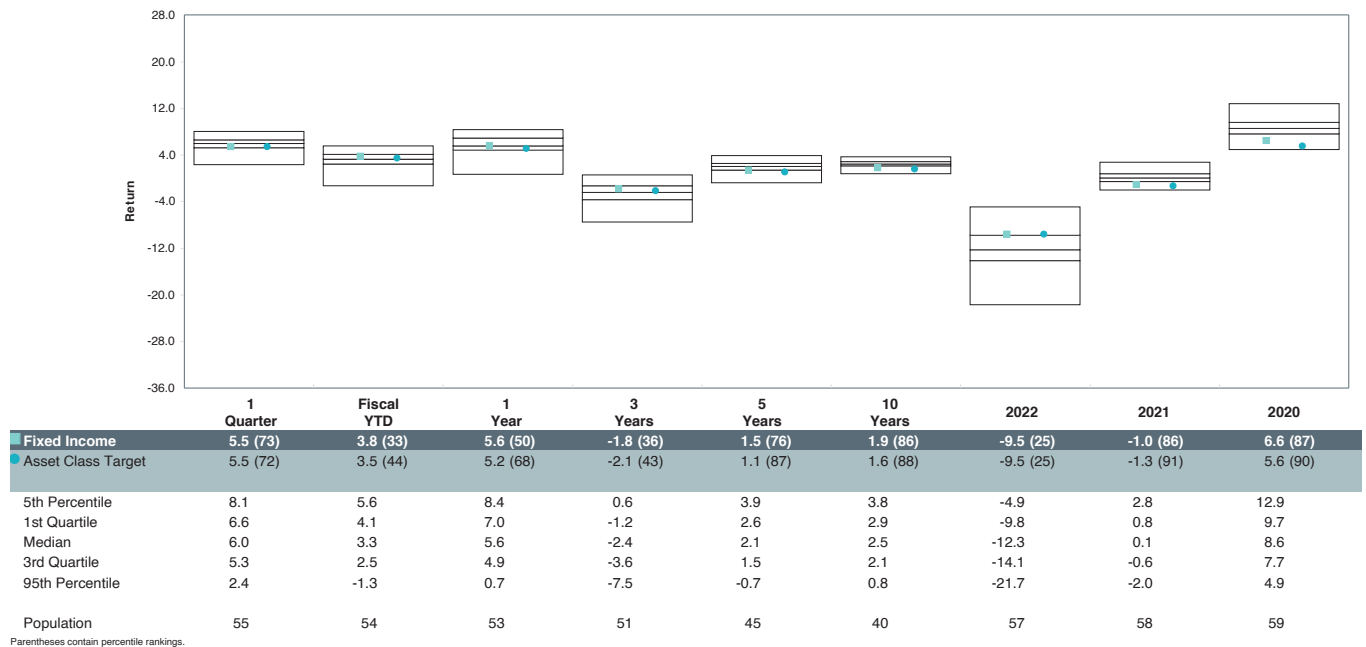 28.0
20.0
12.0
4.0
-4.0
-12.0
-20.0
-28.0
-36.0
Return
1 Quarter Fiscal YTD 1 Year 3 Years 5 Years 10 Years 2022 2021 2020
Fixed Income 5.5 (73) 3.8 (33) 5.6 (50) -1.8 (36) 1.5 (76) 1.9 (86) -9.5 (25) -1.0 (86) 6.6 (87)
Asset Class Target 5.5 (72) 3.5 (44) 5.2 (68) -2.1 (43) 1.1 (87) 1.6 (88) -9.5 (25) -1.3 (91) 5.6 (90)
5th Percentile 8.1 5.6 8.4 0.6 3.9 3.8 -4.9 2.8 12.9
1st Quartile 6.6 4.1 7.0 -1.2 2.6 2.9 -9.8 0.8 9.7
Median 6.0 3.3 5.6 -2.4 2.1 2.5 -12.3 0.1 8.6
3rd Quartile 5.3 2.5 4.9 -3.6 1.5 2.1 -14.1 -0.6 7.7
95th Percentile 2.4 -1.3 0.7 -7.5 -0.7 0.8 -21.7 -2.0 4.9
Population 55 54 53 51 45 40 57 58 59
Parentheses contain percentile rankings.